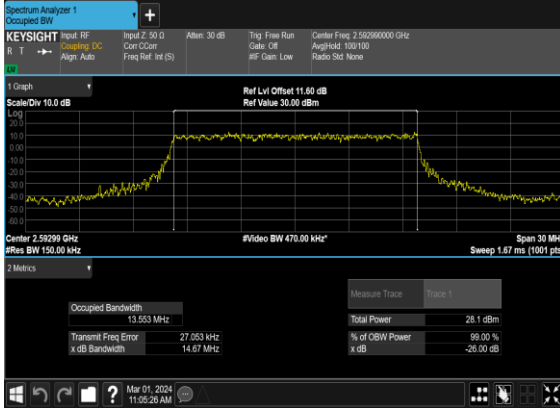 Spectrum Analyzer 1
Occupied BW
+
KEYSIGHT Input: RF Input Z: 50 Ω Atten: 30 dB Trig: Free Run Center Freq: 2.592990000 GHz
R T Coupling: DC Corr CCorr Gate: Off Avg|Hold: 100/100
Align: Auto Freq Ref: Int (S) #IF Gain: Low Radio Std: None
1 Graph
Ref Lvl Offset 11.60 dB
Scale/Div 10.0 dB Ref Value 30.00 dBm
Log
20.0
10.0
0.00
-10.0
-20.0
-30.0
-40.0
-50.0
-60.0
Center 2.59299 GHz #Video BW 470.00 kHz* Span 30 MH
#Res BW 150.00 kHz Sweep 1.67 ms (1001 pts
2 Metrics
Measure Trace Trace 1
Occupied Bandwidth
13.553 MHz Total Power 28.1 dBm
Transmit Freq Error 27.053 kHz % of OBW Power 99.00 %
x dB Bandwidth 14.67 MHz x dB -26.00 dB
? Mar 01, 2024
11:05:26 AM